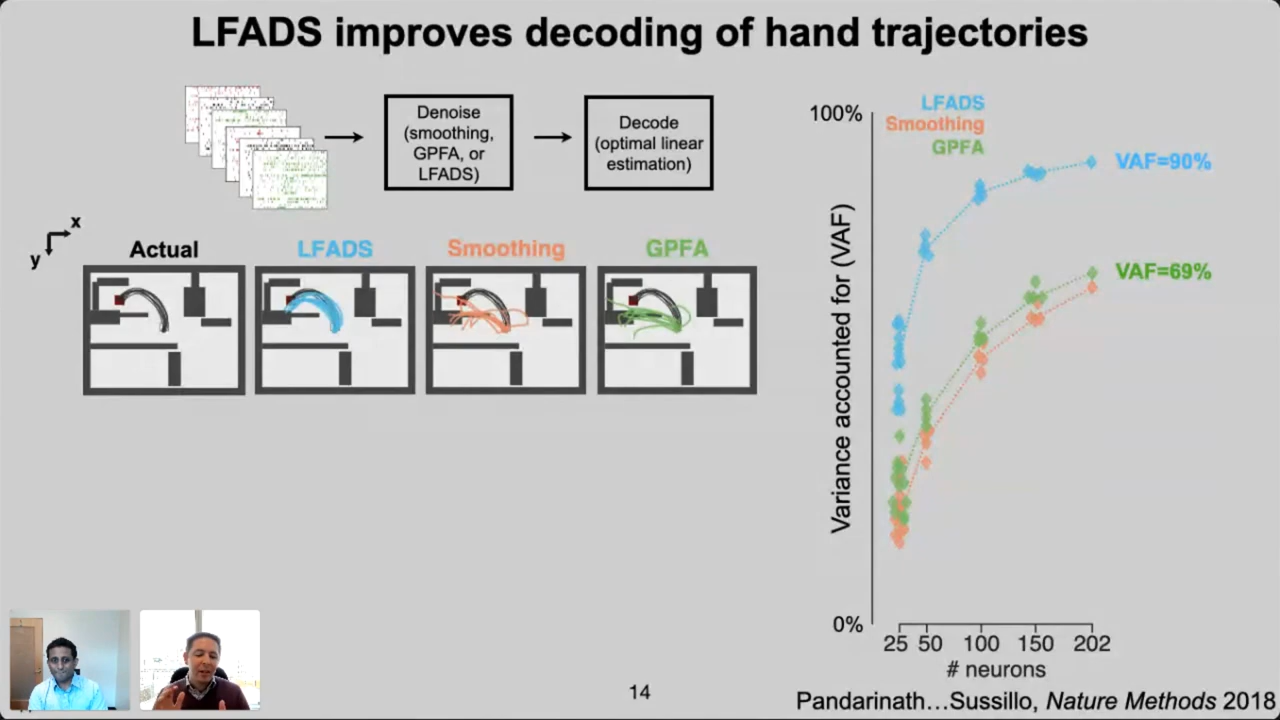 LFADS improves decoding of hand trajectories
Denoise
(smoothing,
GPFA, or
LFADS)
Decode
(optimal linear
estimation)
x
y
Actual
LFADS
Smoothing
GPFA
100%
LFADS
Smoothing
GPFA
VAF=90%
VAF=69%
Variance accounted for (VAF)
0%
25 50 100 150 202
# neurons
14
Pandarinath…Sussillo, Nature Methods 2018